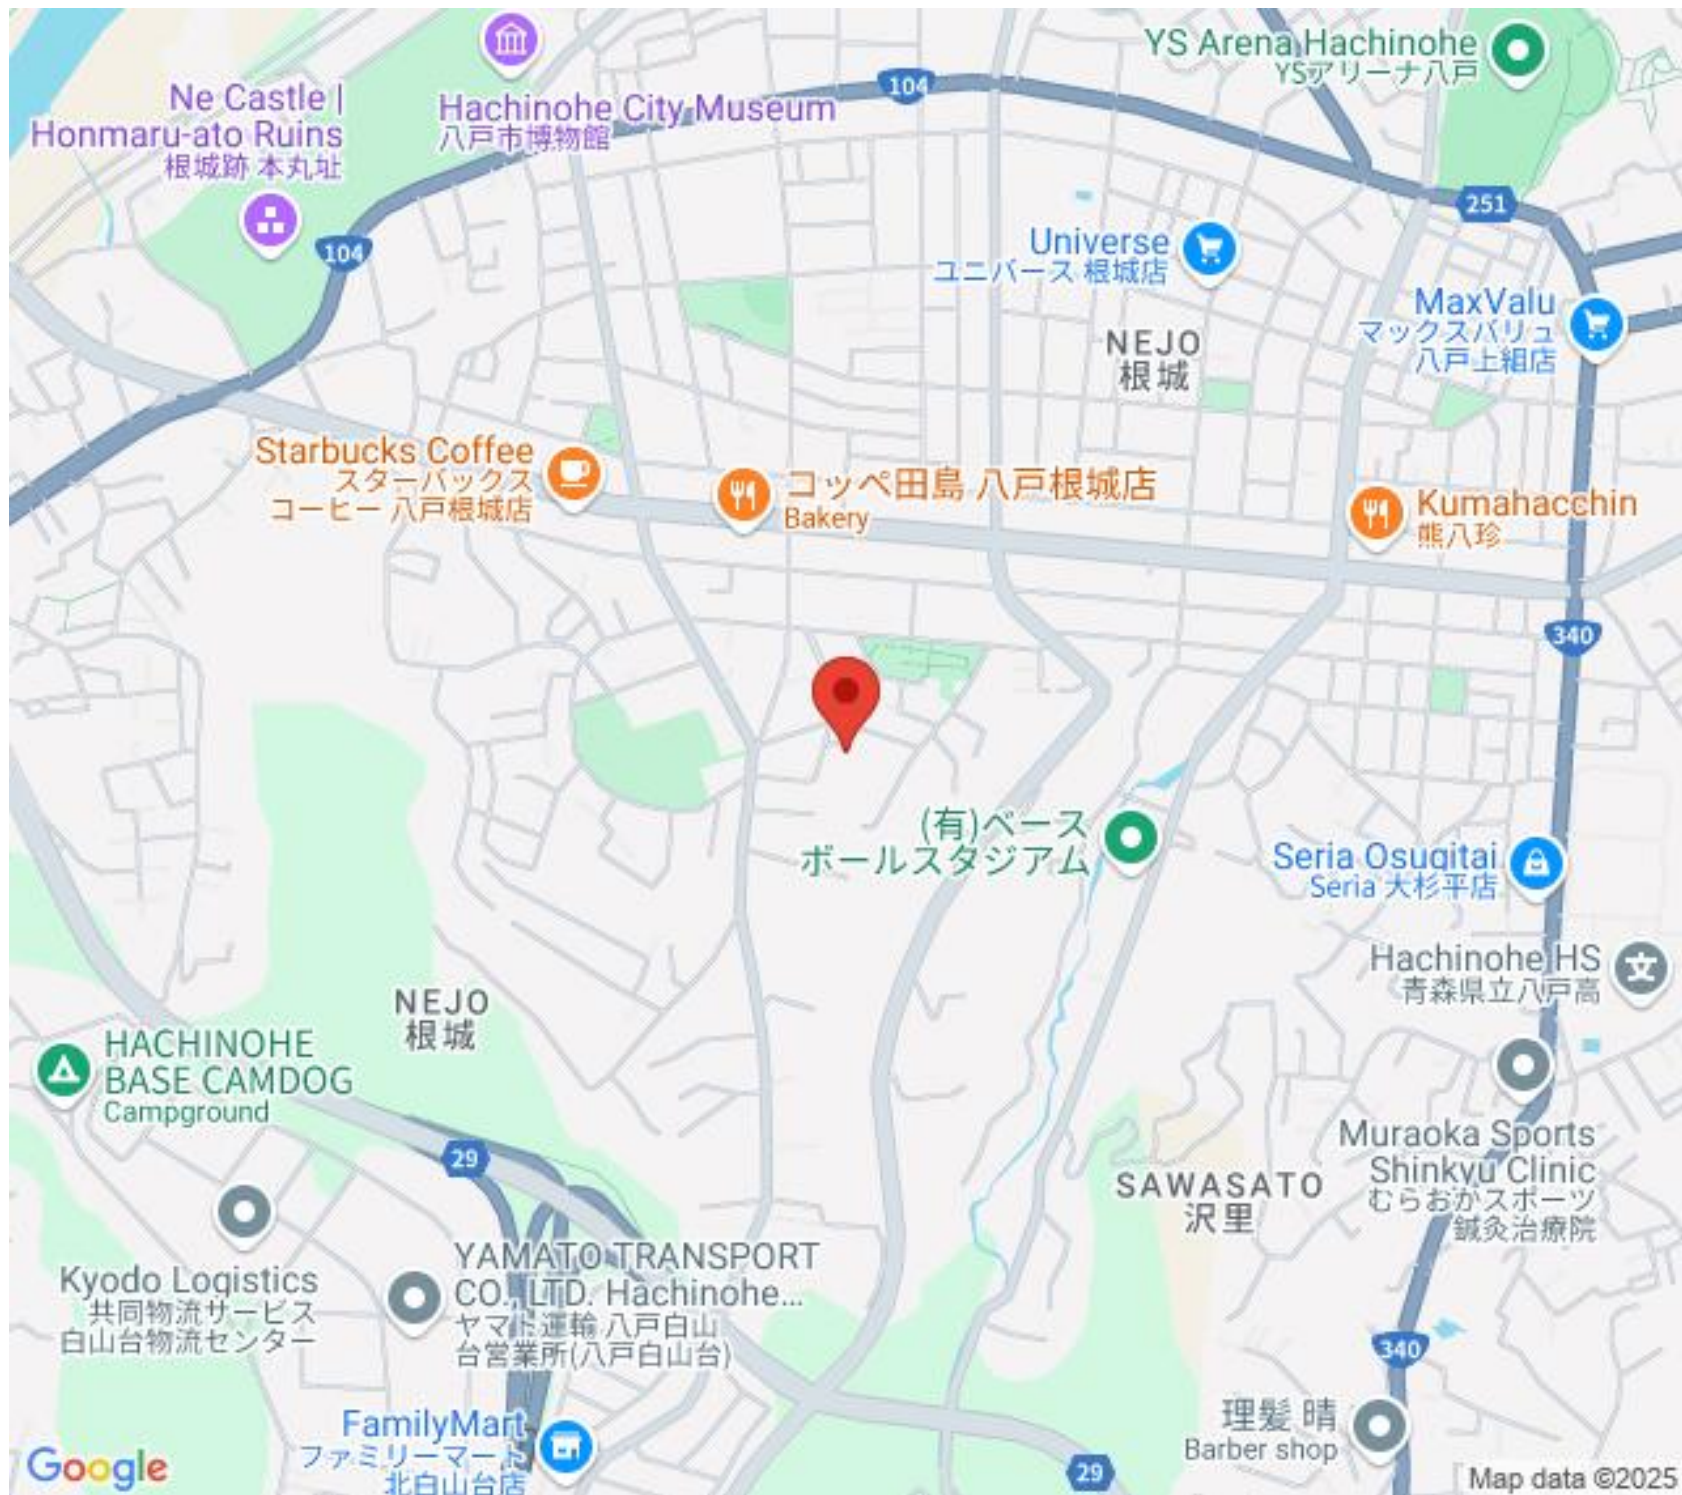 YS Arena Hachinohe
YSアリーナ八戸
104
Ne Castle |
Honmaru-ato Ruins
根城跡 本丸址
Hachinohe City Museum
八戸市博物館
251
104
Universe
ユニバース 根城店
MaxValu
マックスバリュ
八戸上組店
NEJO
根城
Starbucks Coffee
スターバックス
コーヒー 八戸根城店
コッペ田島 八戸根城店
Bakery
Kumahacchin
熊八珍
340
(有)ベース
ボールスタジアム
Seria Osugitai
Seria 大杉平店
Hachinohe HS
青森県立八戸高
文
NEJO
根城
HACHINOHE
BASE CAMDOG
Campground
29
Muraoka Sports
Shinkyu Clinic
むらおかスポーツ
鍼灸治療院
SAWASATO
沢里
Kyodo Logistics
共同物流サービス
白山台物流センター
YAMATO TRANSPORT
CO., LTD. Hachinohe...
ヤマト運輸 八戸白山
台営業所(八戸白山台)
340
FamilyMart
ファミリーマート
北白山台店
理髪 晴
Barber shop
29
Google
Map data ©2025